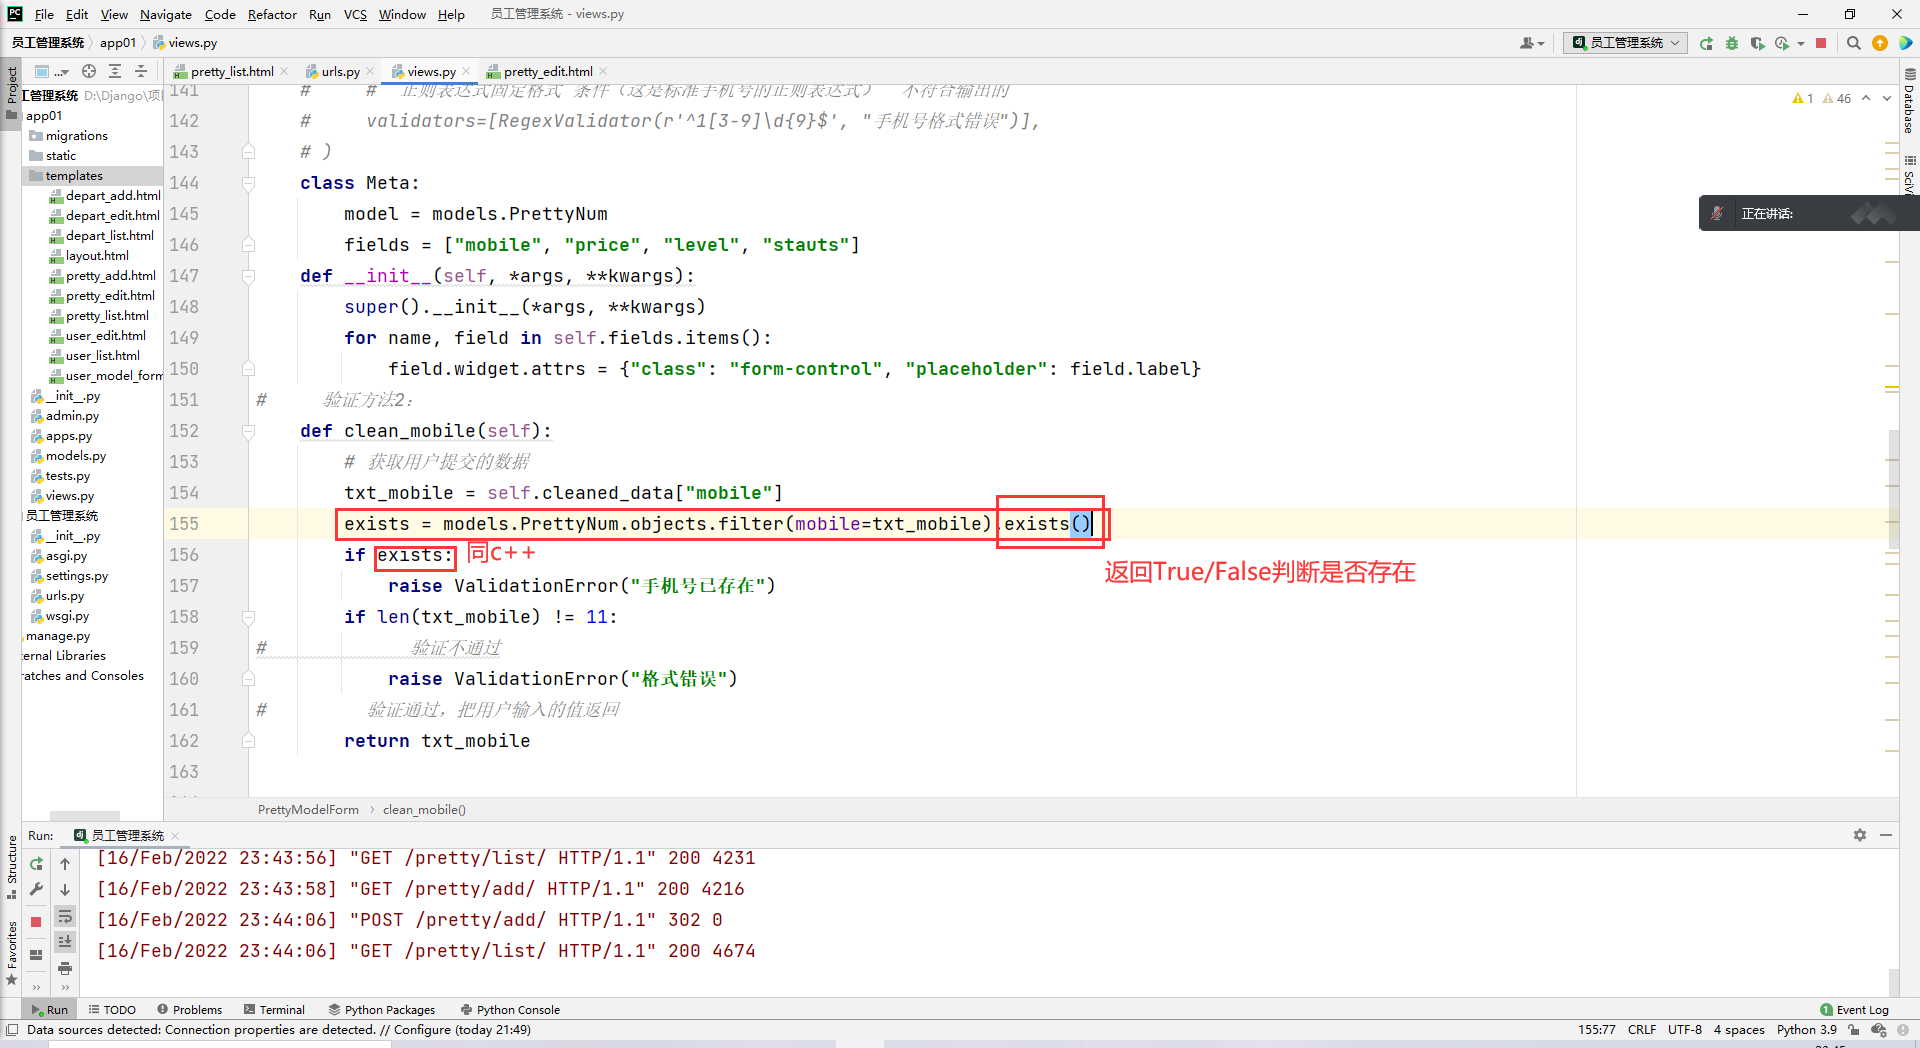 File Edit View Navigate Code Refactor Run VCS Window Help 员工管理系统 - views.py
员工管理系统 app01 views.py
员工管理系统
pretty_list.html urls.py views.py pretty_edit.html
Project
工管理系统 D:\Django\项
app01
migrations
static
templates
depart_add.html
depart_edit.html
depart_list.html
layout.html
pretty_add.html
pretty_edit.html
pretty_list.html
user_edit.html
user_list.html
user_model_form
__init__.py
admin.py
apps.py
models.py
tests.py
views.py
员工管理系统
__init__.py
asgi.py
settings.py
urls.py
wsgi.py
manage.py
ternal Libraries
ratches and Consoles
1 46
Database
SciVi
正在讲话:
141 # # 正则表达式固定格式 条件（这是标准手机号的正则表达式） 不符合输出的
142 # validators=[RegexValidator(r'^1[3-9]\d{9}$', "手机号格式错误")],
143 # )
144 class Meta:
145 model = models.PrettyNum
146 fields = ["mobile", "price", "level", "stauts"]
147 def __init__(self, *args, **kwargs):
148 super().__init__(*args, **kwargs)
149 for name, field in self.fields.items():
150 field.widget.attrs = {"class": "form-control", "placeholder": field.label}
151 # 验证方法2：
152 def clean_mobile(self):
153 # 获取用户提交的数据
154 txt_mobile = self.cleaned_data["mobile"]
155 exists = models.PrettyNum.objects.filter(mobile=txt_mobile).exists()
156 if exists: 同C++
返回True/False判断是否存在
157 raise ValidationError("手机号已存在")
158 if len(txt_mobile) != 11:
159 # 验证不通过
160 raise ValidationError("格式错误")
161 # 验证通过，把用户输入的值返回
162 return txt_mobile
163
PrettyModelForm clean_mobile()
Run: 员工管理系统
[16/Feb/2022 23:43:56] "GET /pretty/list/ HTTP/1.1" 200 4231
[16/Feb/2022 23:43:58] "GET /pretty/add/ HTTP/1.1" 200 4216
[16/Feb/2022 23:44:06] "POST /pretty/add/ HTTP/1.1" 302 0
[16/Feb/2022 23:44:06] "GET /pretty/list/ HTTP/1.1" 200 4674
Structure
Favorites
Run TODO Problems Terminal Python Packages Python Console 1 Event Log
Data sources detected: Connection properties are detected. // Configure (today 21:49) 155:77 CRLF UTF-8 4 spaces Python 3.9